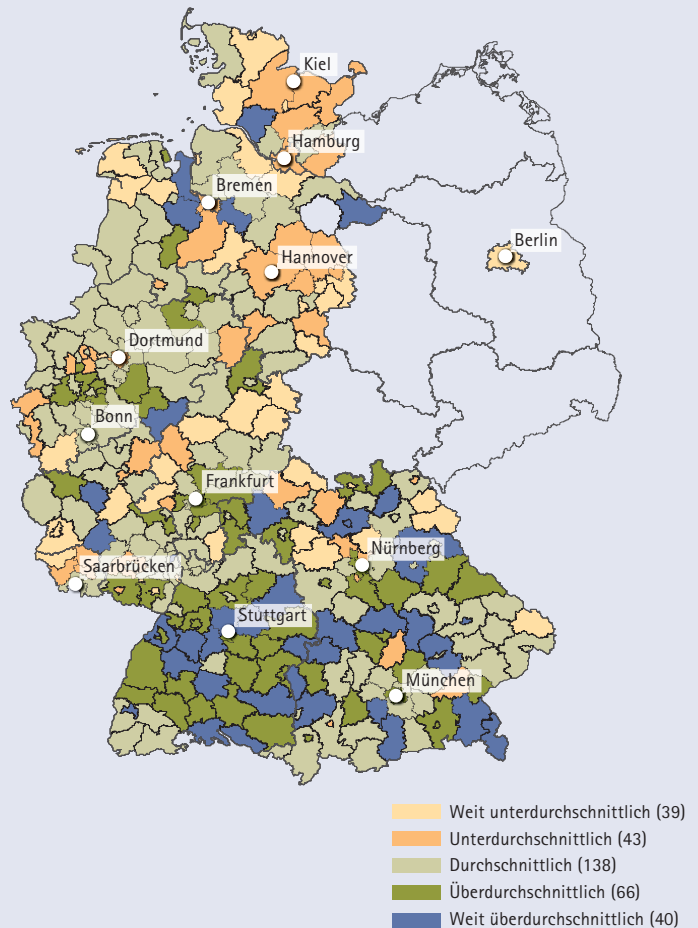 Kiel
Hamburg
Bremen
Berlin
Hannover
Dortmund
Bonn
Frankfurt
Nürnberg
Saarbrücken
Stuttgart
München
Weit unterdurchschnittlich (39)
Unterdurchschnittlich (43)
Durchschnittlich (138)
Überdurchschnittlich (66)
Weit überdurchschnittlich (40)